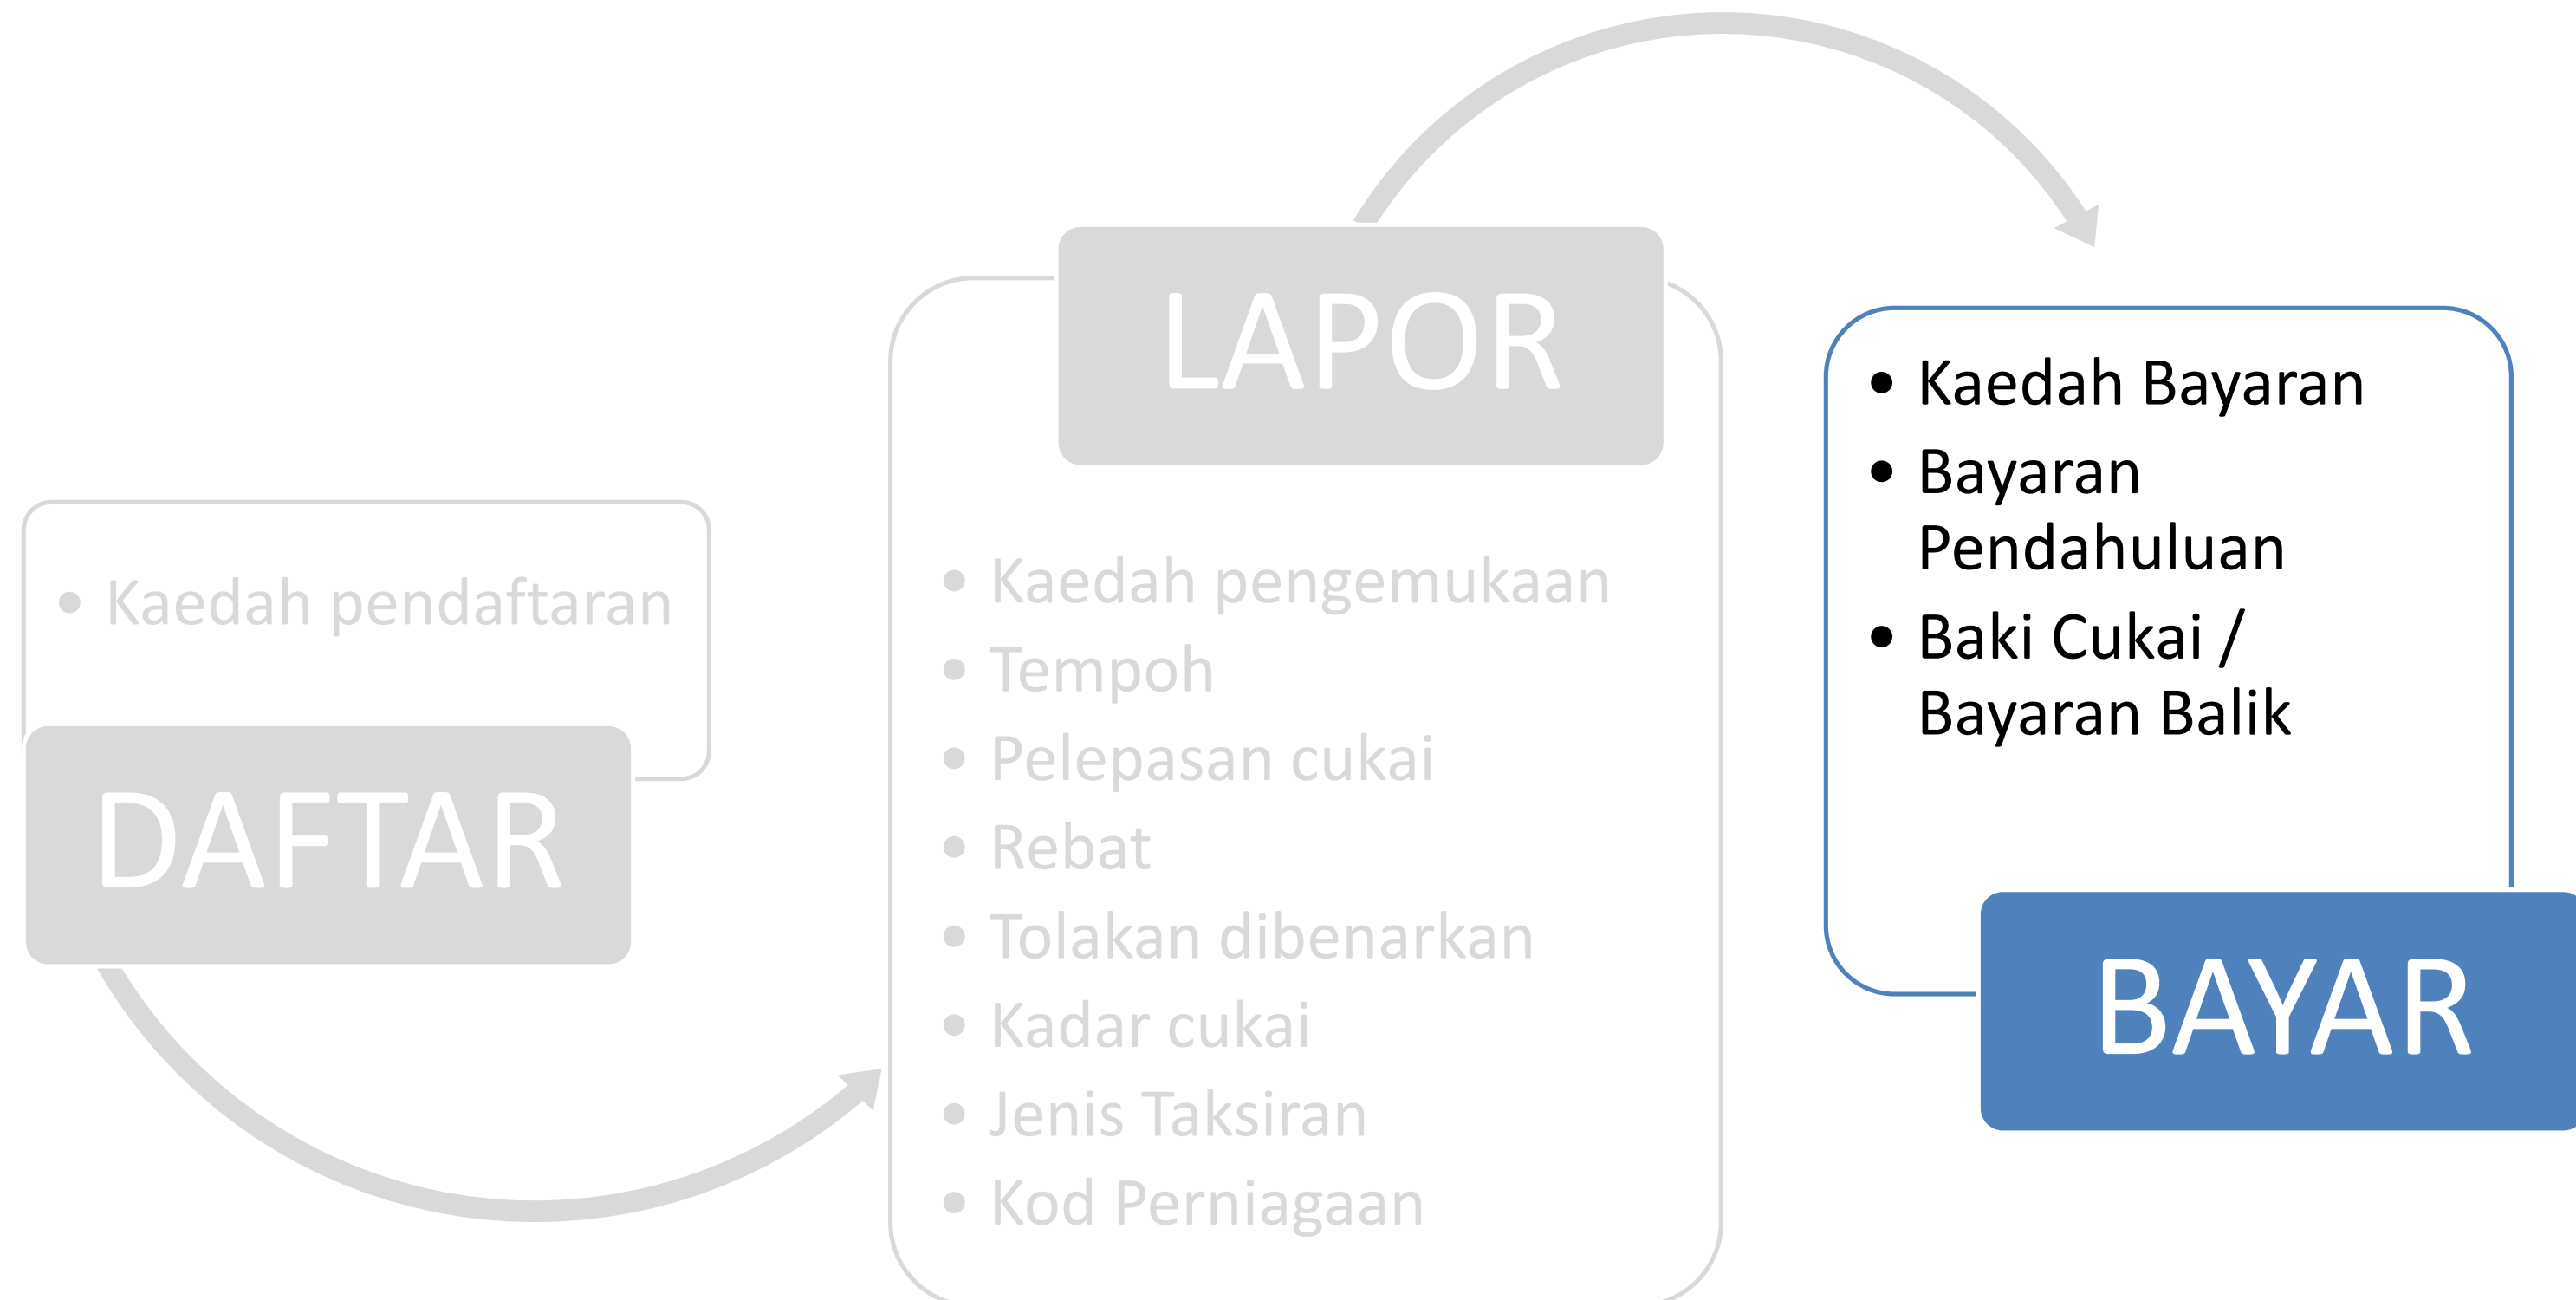 • Kaedah pendaftaran
DAFTAR
LAPOR
• Kaedah pengemukaan
• Tempoh
• Pelepasan cukai
• Rebat
• Tolakan dibenarkan
• Kadar cukai
• Jenis Taksiran
• Kod Perniagaan
• Kaedah Bayaran
• Bayaran
Pendahuluan
• Baki Cukai /
Bayaran Balik
BAYAR